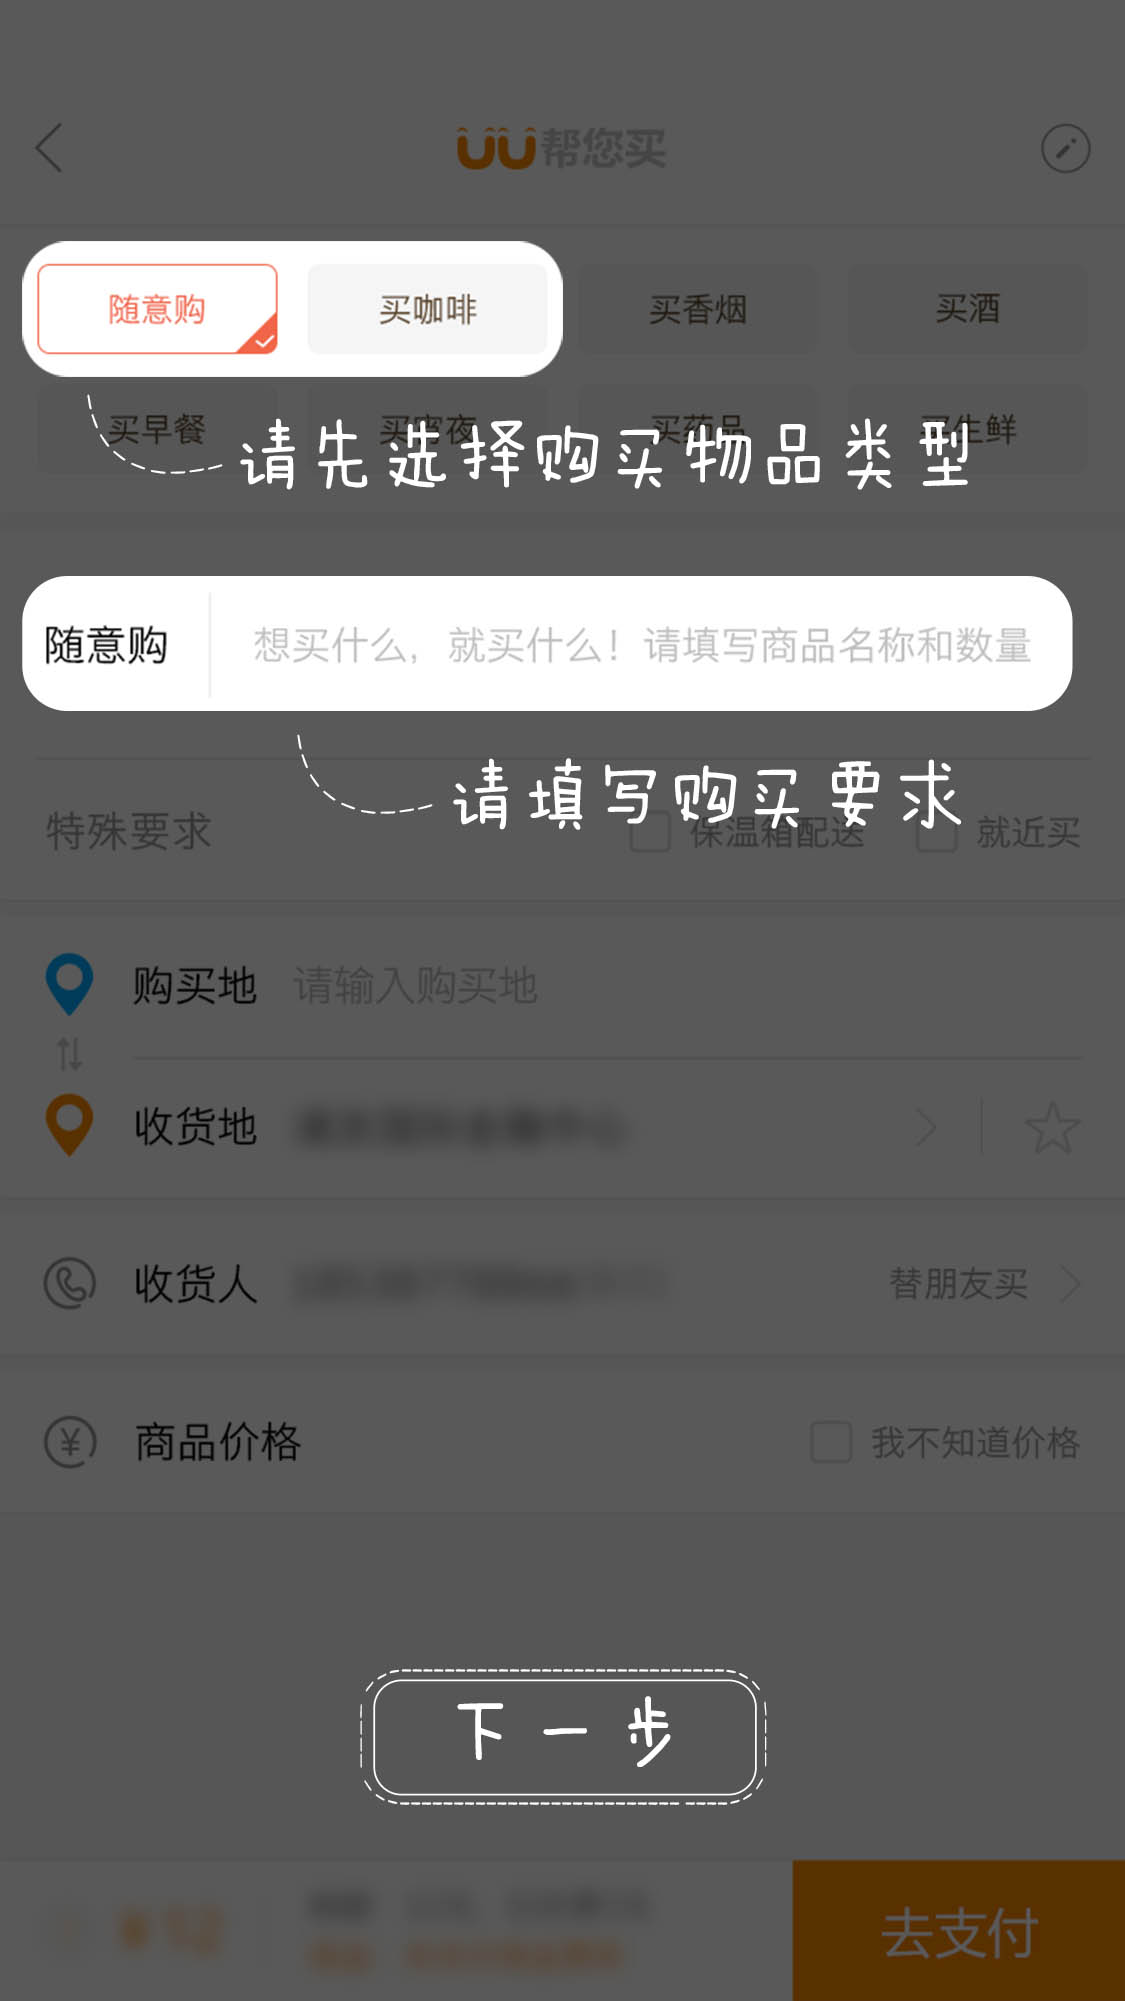 UU帮您买
随意购 买咖啡 买香烟 买酒
买早餐 买宵夜 买药品 买生鲜
请先选择购买物品类型
随意购 想买什么，就买什么！请填写商品名称和数量
请填写购买要求
特殊要求 保温箱配送 就近买
购买地 请输入购买地
收货地
收货人 替朋友买
¥ 商品价格 我不知道价格
下一步
去支付